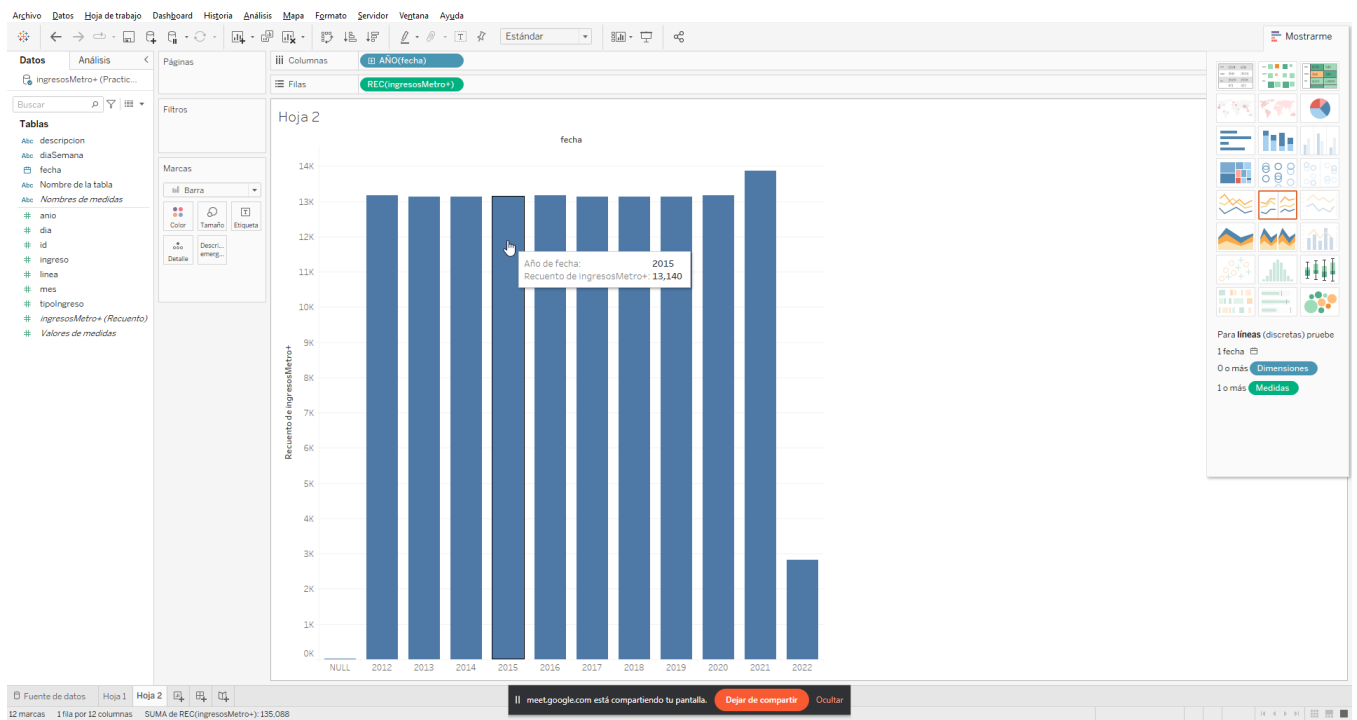 Archivo Datos Hoja de trabajo Dashboard Historia Análisis Mapa Formato Servidor Ventana Ayuda
Estándar
Mostrarme
Datos Análisis
ingresosMetro+ (Practic...
Buscar
Tablas
Abc descripcion
Abc diaSemana
fecha
Abc Nombre de la tabla
Abc Nombres de medidas
# anio
# dia
# id
# ingreso
# linea
# mes
# tipoIngreso
# ingresosMetro+ (Recuento)
# Valores de medidas
Páginas
Filtros
Marcas
Barra
Color Tamaño Etiqueta
Detalle Descri... emerg...
Columnas AÑO(fecha)
Filas REC(ingresosMetro+)
Hoja 2
fecha
14K
13K
12K
11K
10K
9K
8K
7K
6K
5K
4K
3K
2K
1K
0K
Recuento de ingresosMetro+
Año de fecha: 2015
Recuento de ingresosMetro+: 13,140
NULL 2012 2013 2014 2015 2016 2017 2018 2019 2020 2021 2022
Para líneas (discretas) pruebe
1 fecha
0 o más Dimensiones
1 o más Medidas
Fuente de datos Hoja 1 Hoja 2
meet.google.com está compartiendo tu pantalla. Dejar de compartir Ocultar
12 marcas 1 fila por 12 columnas SUMA de REC(ingresosMetro+): 135,088